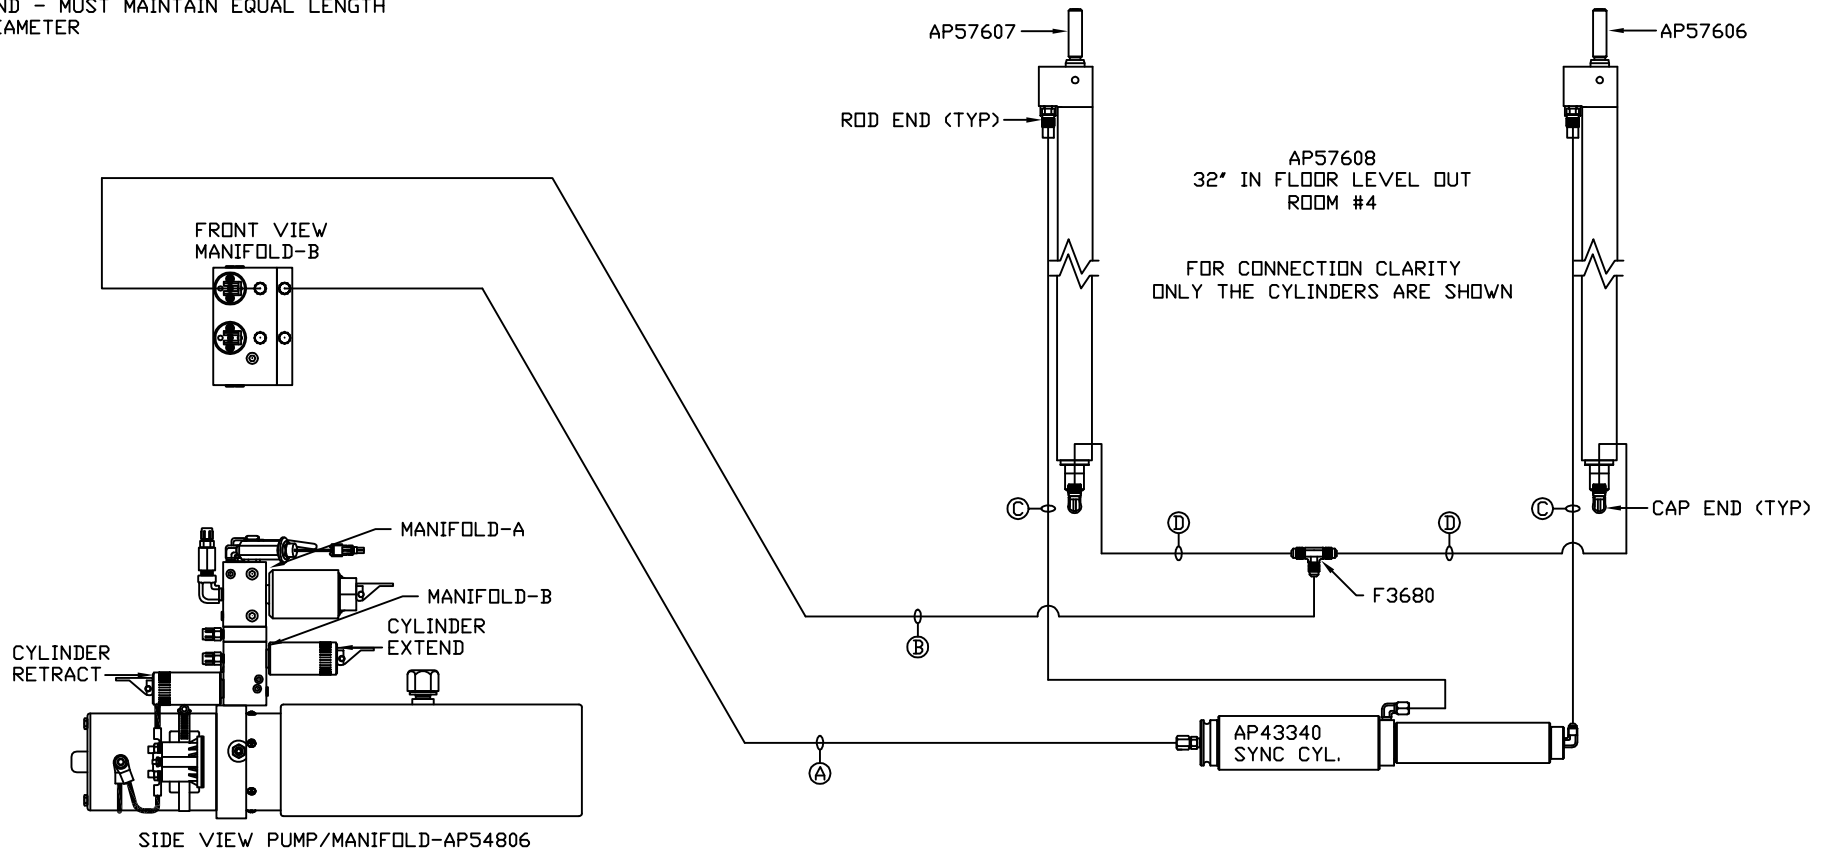 ND - MUST MAINTAIN EQUAL LENGTH
AMETER
AP57607
AP57606
ROD END (TYP)
AP57608
32" IN FLOOR LEVEL OUT
ROOM #4
FOR CONNECTION CLARITY
ONLY THE CYLINDERS ARE SHOWN
FRONT VIEW
MANIFOLD-B
C
C
CAP END (TYP)
D
D
F3680
MANIFOLD-A
MANIFOLD-B
CYLINDER
EXTEND
CYLINDER
RETRACT
B
A
AP43340
SYNC CYL.
SIDE VIEW PUMP/MANIFOLD-AP54806